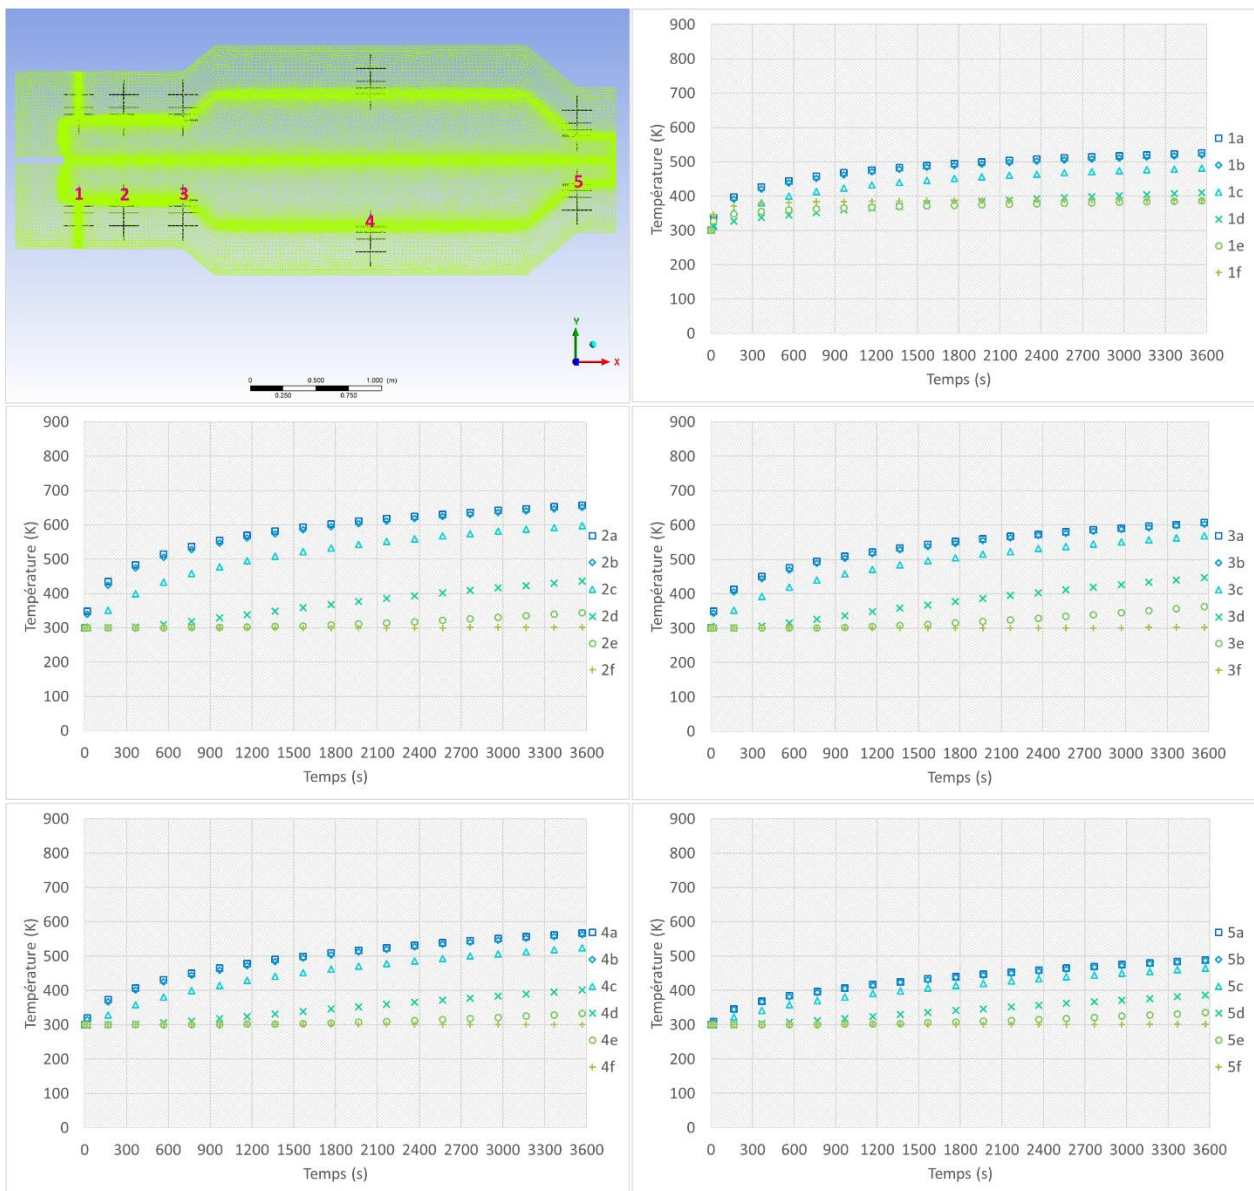 1 2 3 4 5
Y
X
0 0.500 1.000 (m)
0.250 0.750
900
800
700
600
500
400
300
200
100
0
Température (K)
0 300 600 900 1200 1500 1800 2100 2400 2700 3000 3300 3600
Temps (s)
1a
1b
1c
1d
1e
1f
900
800
700
600
500
400
300
200
100
0
Température (K)
0 300 600 900 1200 1500 1800 2100 2400 2700 3000 3300 3600
Temps (s)
2a
2b
2c
2d
2e
2f
900
800
700
600
500
400
300
200
100
0
Température (K)
0 300 600 900 1200 1500 1800 2100 2400 2700 3000 3300 3600
Temps (s)
3a
3b
3c
3d
3e
3f
900
800
700
600
500
400
300
200
100
0
Température (K)
0 300 600 900 1200 1500 1800 2100 2400 2700 3000 3300 3600
Temps (s)
4a
4b
4c
4d
4e
4f
900
800
700
600
500
400
300
200
100
0
Température (K)
0 300 600 900 1200 1500 1800 2100 2400 2700 3000 3300 3600
Temps (s)
5a
5b
5c
5d
5e
5f